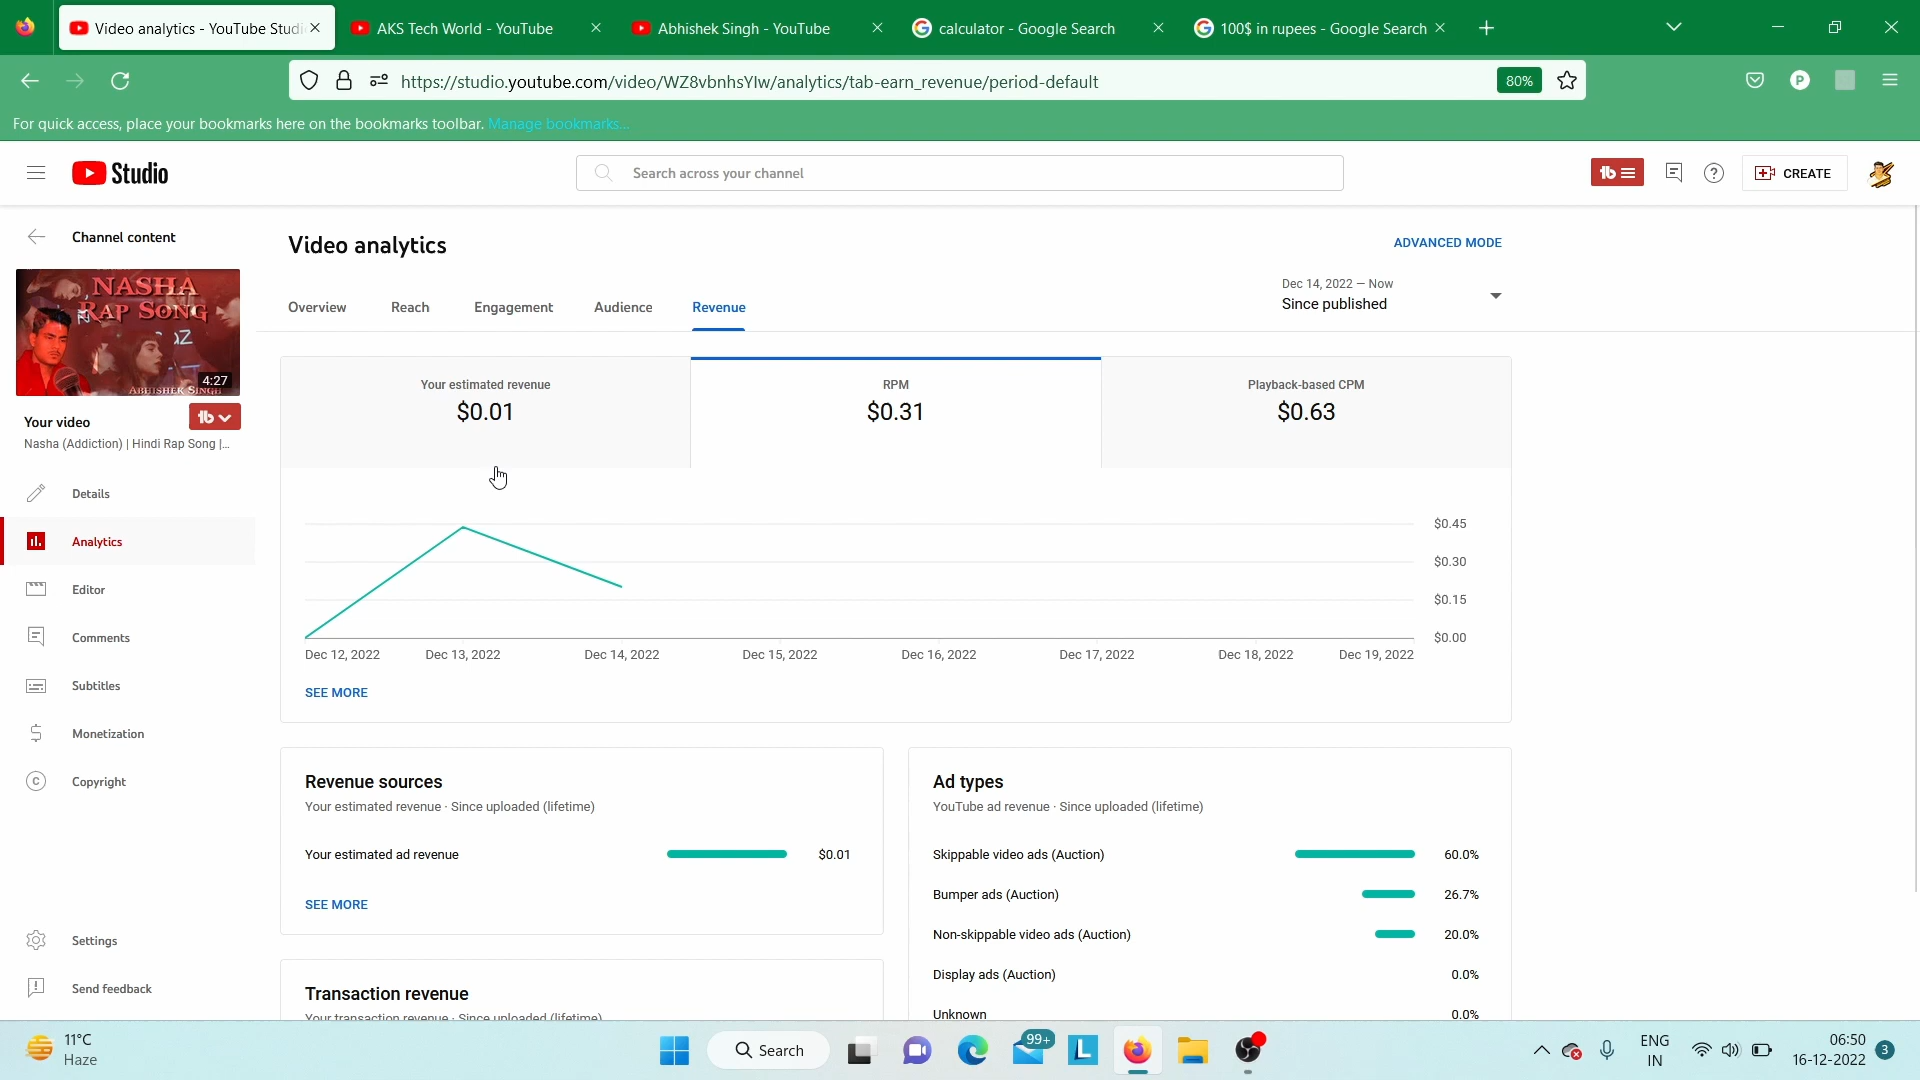 Video analytics - YouTube Studi
AKS Tech World - YouTube
Abhishek Singh - YouTube
calculator - Google Search
100$ in rupees - Google Search
https://studio.youtube.com/video/WZ8vbnhsYIw/analytics/tab-earn_revenue/period-default
80%
P
For quick access, place your bookmarks here on the bookmarks toolbar. Manage bookmarks...
Studio
Search across your channel
CREATE
Channel content
Video analytics
ADVANCED MODE
NASHA
RAP SONG
ABHISHEK SINGH
4:27
Overview
Reach
Engagement
Audience
Revenue
Dec 14, 2022 – Now
Since published
Your video
Nasha (Addiction) | Hindi Rap Song |...
Your estimated revenue
$0.01
RPM
$0.31
Playback-based CPM
$0.63
Details
Analytics
Editor
Comments
Subtitles
Monetization
Copyright
Settings
Send feedback
$0.45
$0.30
$0.15
$0.00
Dec 12, 2022
Dec 13, 2022
Dec 14, 2022
Dec 15, 2022
Dec 16, 2022
Dec 17, 2022
Dec 18, 2022
Dec 19, 2022
SEE MORE
Revenue sources
Your estimated revenue · Since uploaded (lifetime)
Your estimated ad revenue
$0.01
SEE MORE
Transaction revenue
Your transaction revenue · Since uploaded (lifetime)
Ad types
YouTube ad revenue · Since uploaded (lifetime)
Skippable video ads (Auction)
60.0%
Bumper ads (Auction)
26.7%
Non-skippable video ads (Auction)
20.0%
Display ads (Auction)
0.0%
Unknown
0.0%
11°C
Haze
Search
99+
L
ENG
IN
06:50
16-12-2022
3